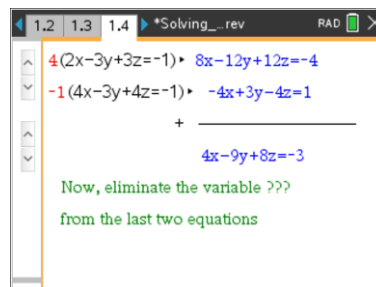 1.2 1.3 1.4 *Solving_...rev RAD
4(2x−3y+3z=−1)▸ 8x−12y+12z=−4
−1(4x−3y+4z=−1)▸ −4x+3y−4z=1
+
4x−9y+8z=−3
Now, eliminate the variable ???
from the last two equations